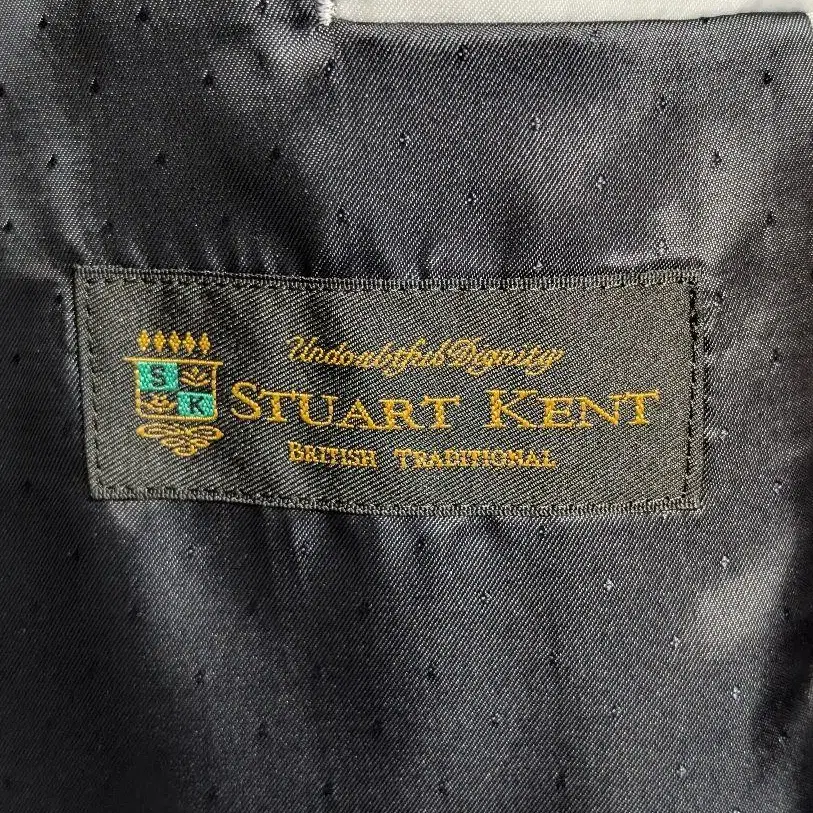 Undoubtful Dignity
S
K
STUART KENT
BRITISH TRADITIONAL